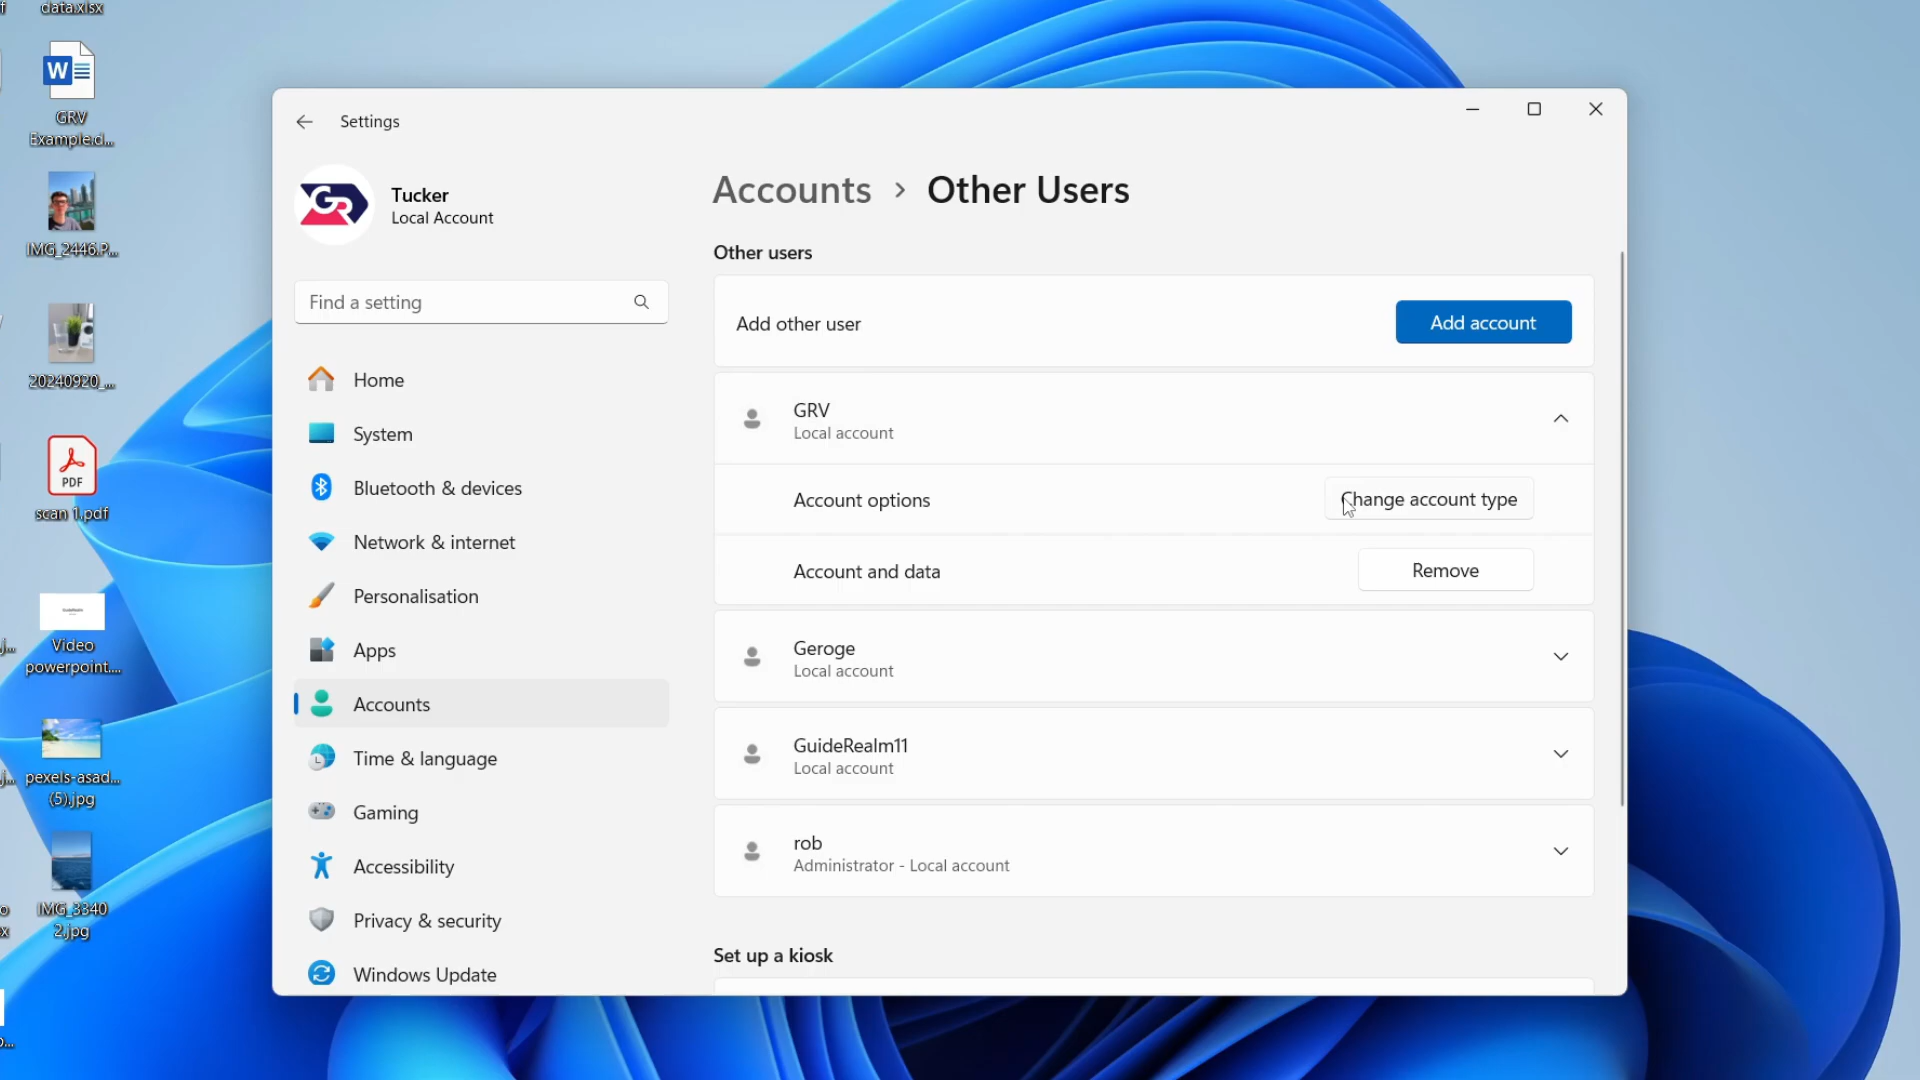 data.xlsx
GRV
Example.d...
IMG_2446.P...
20240920_...
PDF
scan 1.pdf
Video
powerpoint....
pexels-asad...
(5).jpg
IMG_3340
2.jpg
W
Settings
GR
Tucker
Local Account
Find a setting
Home
System
Bluetooth & devices
Network & internet
Personalisation
Apps
Accounts
Time & language
Gaming
Accessibility
Privacy & security
Windows Update
Accounts > Other Users
Other users
Add other user
Add account
GRV
Local account
Account options
Change account type
Account and data
Remove
Geroge
Local account
GuideRealm11
Local account
rob
Administrator - Local account
Set up a kiosk